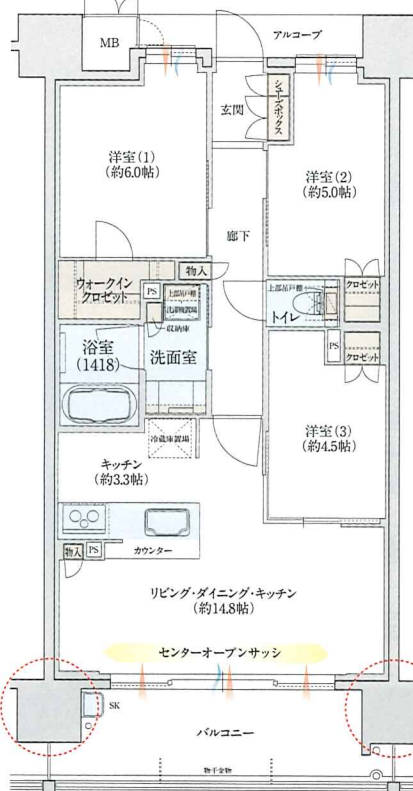 MB
アルコーブ
玄関
シューズボックス
洋室(1)
(約6.0帖)
洋室(2)
(約5.0帖)
廊下
物入
ウォークイン
クロゼット
PS
上部吊戸棚
洗濯機置場
収納庫
上部吊戸棚
トイレ
クロゼット
浴室
(1418)
洗面室
PS
クロゼット
冷蔵庫置場
洋室(3)
(約4.5帖)
キッチン
(約3.3帖)
物入
PS
カウンター
リビング・ダイニング・キッチン
(約14.8帖)
センターオープンサッシ
SK
バルコニー
物干金物